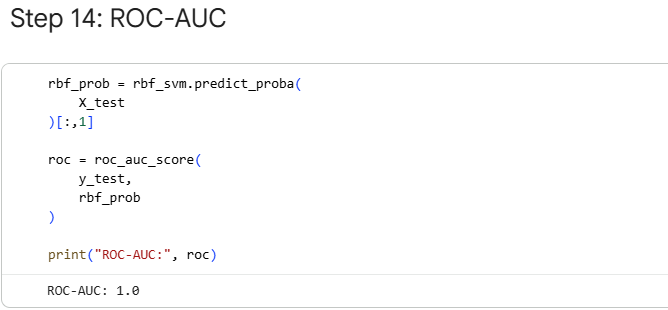 Step 14: ROC-AUC
rbf_prob = rbf_svm.predict_proba(
    X_test
)[:,1]
roc = roc_auc_score(
    y_test,
    rbf_prob
)
print("ROC-AUC:", roc)
ROC-AUC: 1.0